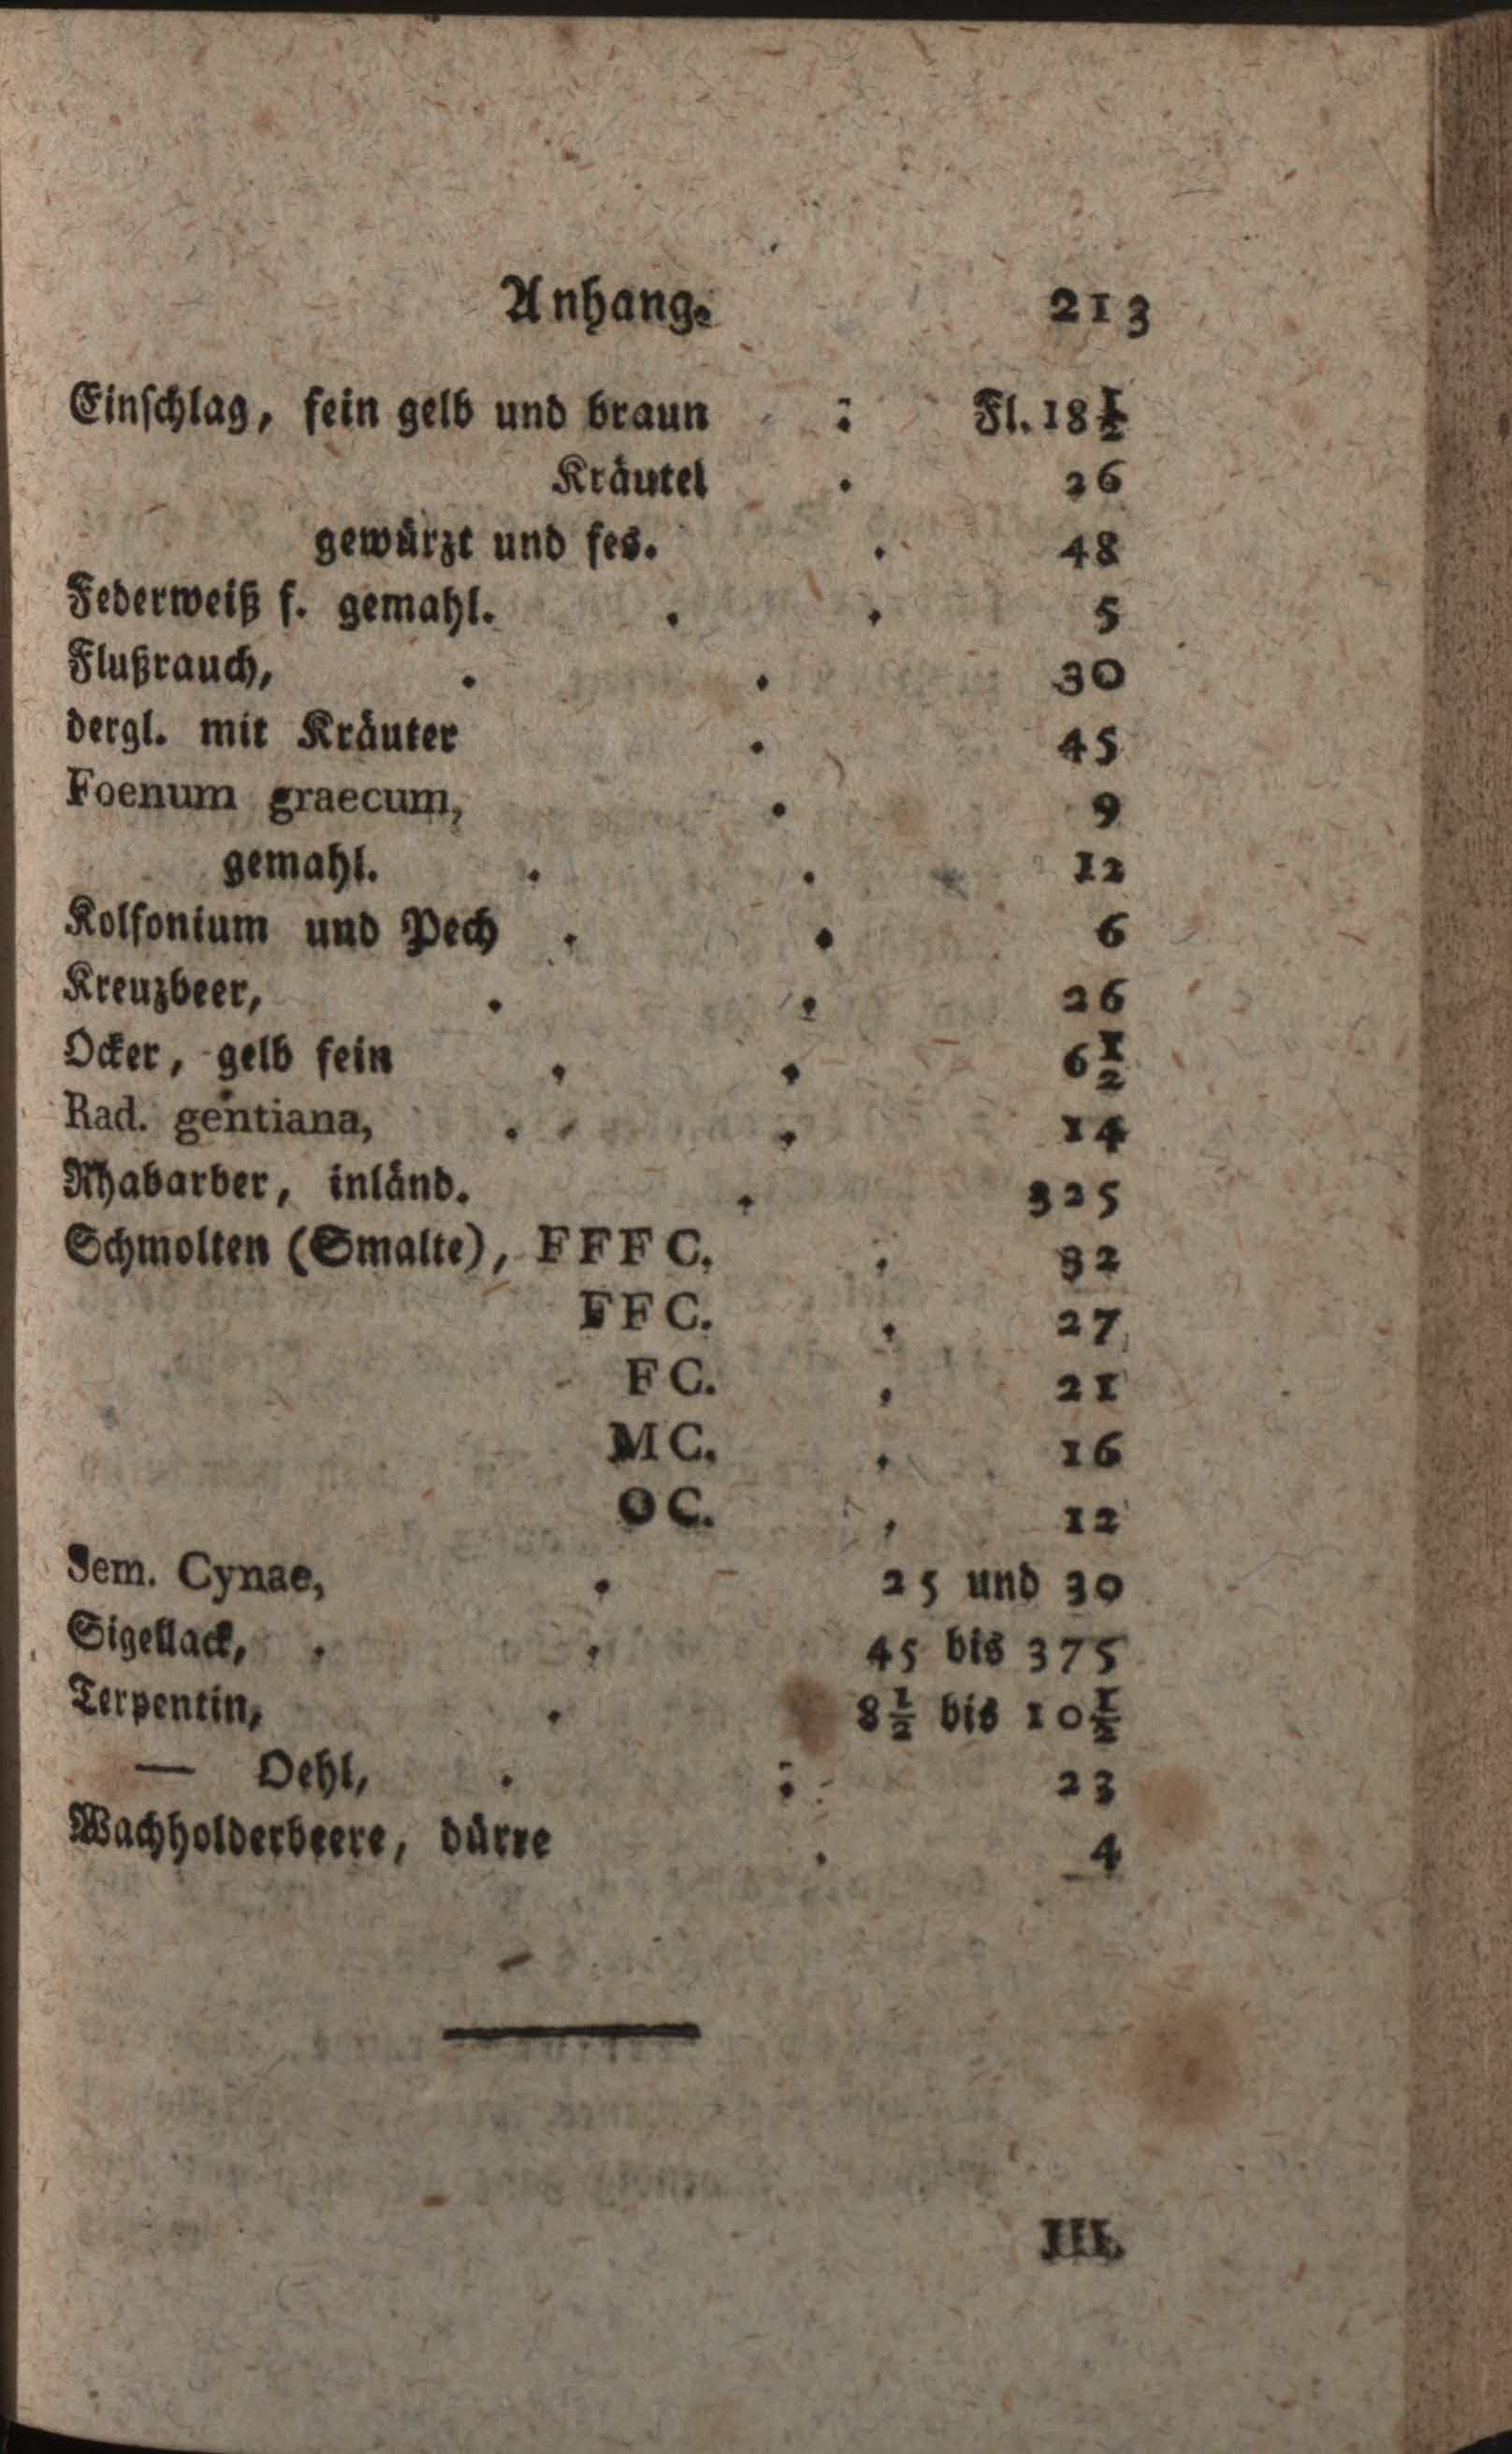 Anhang. 213
Einschlag, fein gelb und braun : Fl. 18½
Kräutel . 26
gewürzt und fes. . 48
Federweiß f. gemahl. . . 5
Flußrauch, . . 30
dergl. mit Kräuter . 45
Foenum graecum, . 9
gemahl. . . 12
Kolfonium und Pech . . 6
Kreuzbeer, . . 26
Ocker, gelb fein . . 6½
Rad. gentiana, . . 14
Rhabarber, inländ. . 325
Schmolten (Smalte), FFFC. . 32
FFC. . 27
FC. . 21
MC. . 16
OC. . 12
Sem. Cynae, . 25 und 30
Sigellack, . . 45 bis 375
Terpentin, . 8½ bis 10½
— Oehl, . : 23
Wachholderbeere, dürre . 4
III.